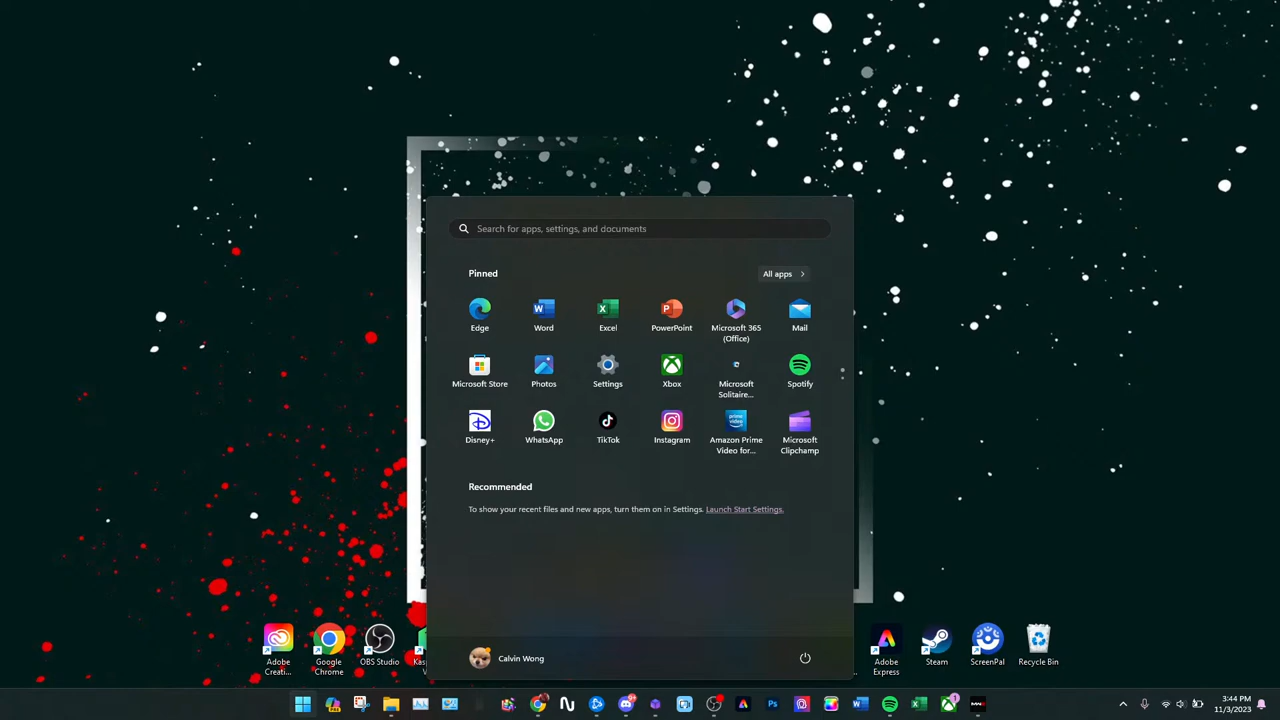 Search for apps, settings, and documents
Pinned
All apps
Edge
Word
Excel
PowerPoint
Microsoft 365
(Office)
Mail
Microsoft Store
Photos
Settings
Xbox
Microsoft
Solitaire...
Spotify
Disney+
WhatsApp
TikTok
Instagram
Amazon Prime
Video for...
Microsoft
Clipchamp
Recommended
To show your recent files and new apps, turn them on in Settings. Launch Start Settings.
Calvin Wong
Adobe
Creati...
Google
Chrome
OBS Studio
Kas
V
Adobe
Express
Steam
ScreenPal
Recycle Bin
3:44 PM
11/3/2023